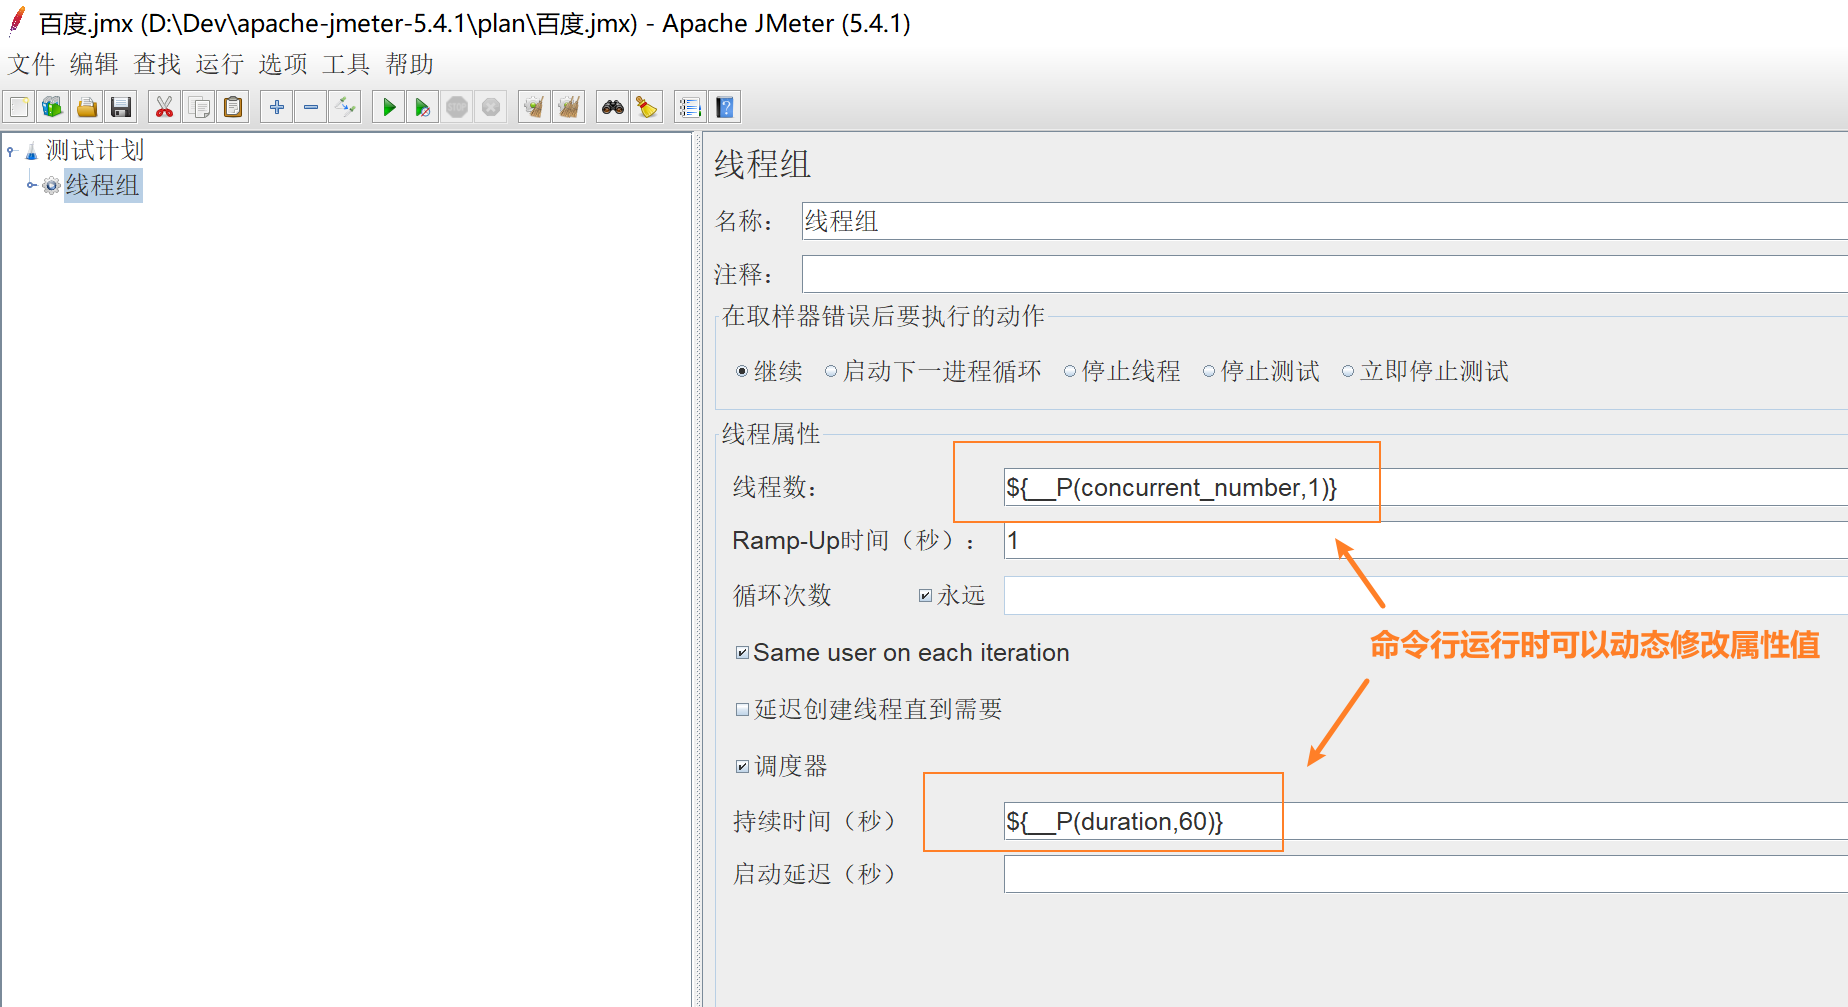 百度.jmx (D:\Dev\apache-jmeter-5.4.1\plan\百度.jmx) - Apache JMeter (5.4.1)
文件 编辑 查找 运行 选项 工具 帮助
STOP
测试计划
线程组
线程组
名称： 线程组
注释：
在取样器错误后要执行的动作
继续 启动下一进程循环 停止线程 停止测试 立即停止测试
线程属性
线程数： ${__P(concurrent_number,1)}
Ramp-Up时间（秒）： 1
循环次数 永远
Same user on each iteration
命令行运行时可以动态修改属性值
延迟创建线程直到需要
调度器
持续时间（秒） ${__P(duration,60)}
启动延迟（秒）